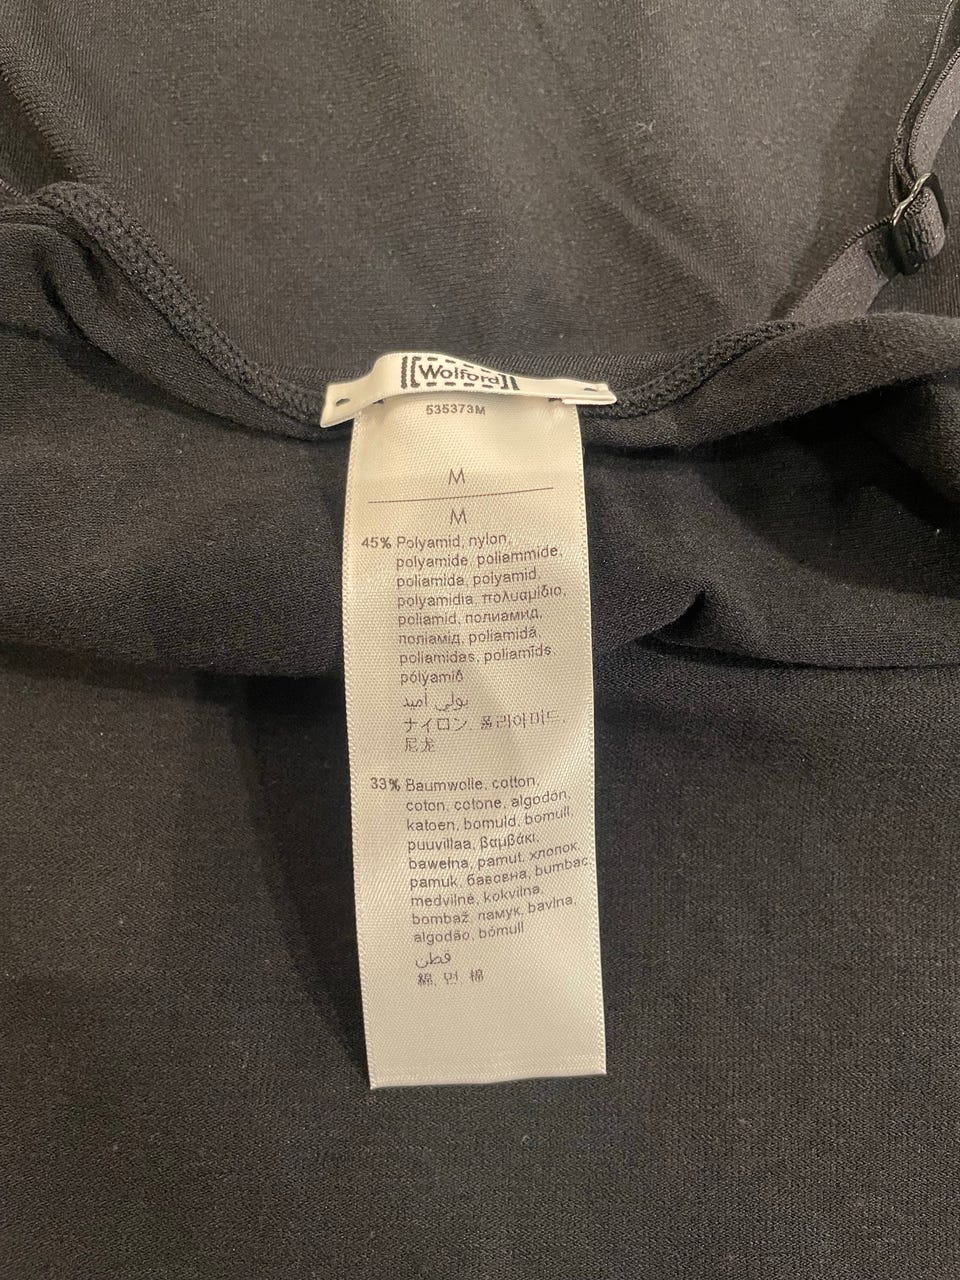 Wolford
535373M
M
M
45% Polyamid, nylon,
polyamide, poliammide,
poliamida, polyamid,
polyamidia, πολυαμίδιο,
poliamid, полиамид,
поліамід, poliamidă,
poliamidas, poliamīds
pólyamíð
بولي أميد
ナイロン, 폴리아미드,
尼龙
33% Baumwolle, cotton,
coton, cotone, algodón,
katoen, bomuld, bomull,
puuvillaa, βαμβάκι,
bawełna, pamut, хлопок,
pamuk, бавовна, bumbac
medvilnė, kokvilna,
bombaž, памук, bavlna,
algodão, bómull
قطن
綿, 면, 棉